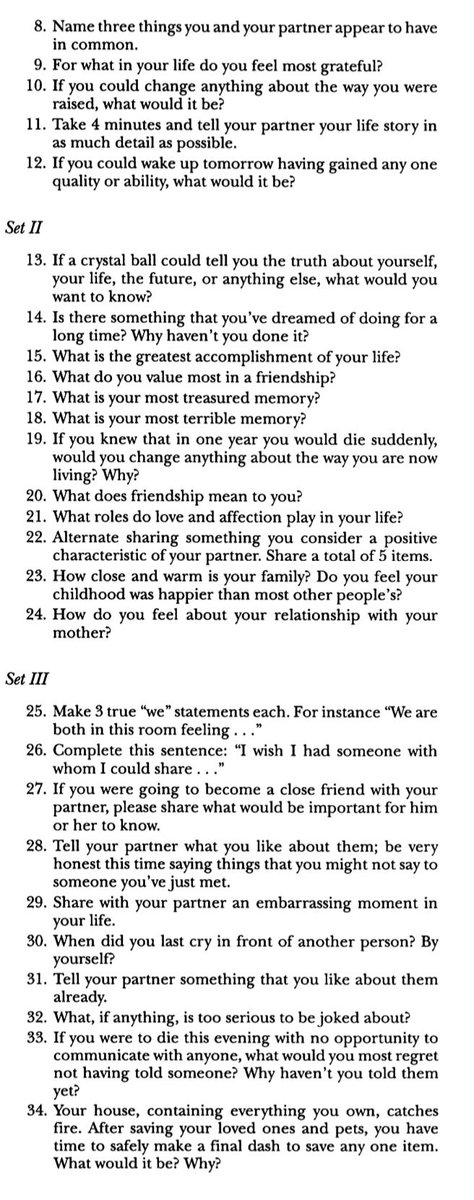 8. Name three things you and your partner appear to have
in common.
9. For what in your life do you feel most grateful?
10. If you could change anything about the way you were
raised, what would it be?
11. Take 4 minutes and tell your partner your life story in
as much detail as possible.
12. If you could wake up tomorrow having gained any one
quality or ability, what would it be?
Set II
13. If a crystal ball could tell you the truth about yourself,
your life, the future, or anything else, what would you
want to know?
14. Is there something that you've dreamed of doing for a
long time? Why haven't you done it?
15. What is the greatest accomplishment of your life?
16. What do you value most in a friendship?
17. What is your most treasured memory?
18. What is your most terrible memory?
19. If you knew that in one year you would die suddenly,
would you change anything about the way you are now
living? Why?
20. What does friendship mean to you?
21. What roles do love and affection play in your life?
22. Alternate sharing something you consider a positive
characteristic of your partner. Share a total of 5 items.
23. How close and warm is your family? Do you feel your
childhood was happier than most other people's?
24. How do you feel about your relationship with your
mother?
Set III
25. Make 3 true "we" statements each. For instance "We are
both in this room feeling . . ."
26. Complete this sentence: "I wish I had someone with
whom I could share . . ."
27. If you were going to become a close friend with your
partner, please share what would be important for him
or her to know.
28. Tell your partner what you like about them; be very
honest this time saying things that you might not say to
someone you've just met.
29. Share with your partner an embarrassing moment in
your life.
30. When did you last cry in front of another person? By
yourself?
31. Tell your partner something that you like about them
already.
32. What, if anything, is too serious to be joked about?
33. If you were to die this evening with no opportunity to
communicate with anyone, what would you most regret
not having told someone? Why haven't you told them
yet?
34. Your house, containing everything you own, catches
fire. After saving your loved ones and pets, you have
time to safely make a final dash to save any one item.
What would it be? Why?